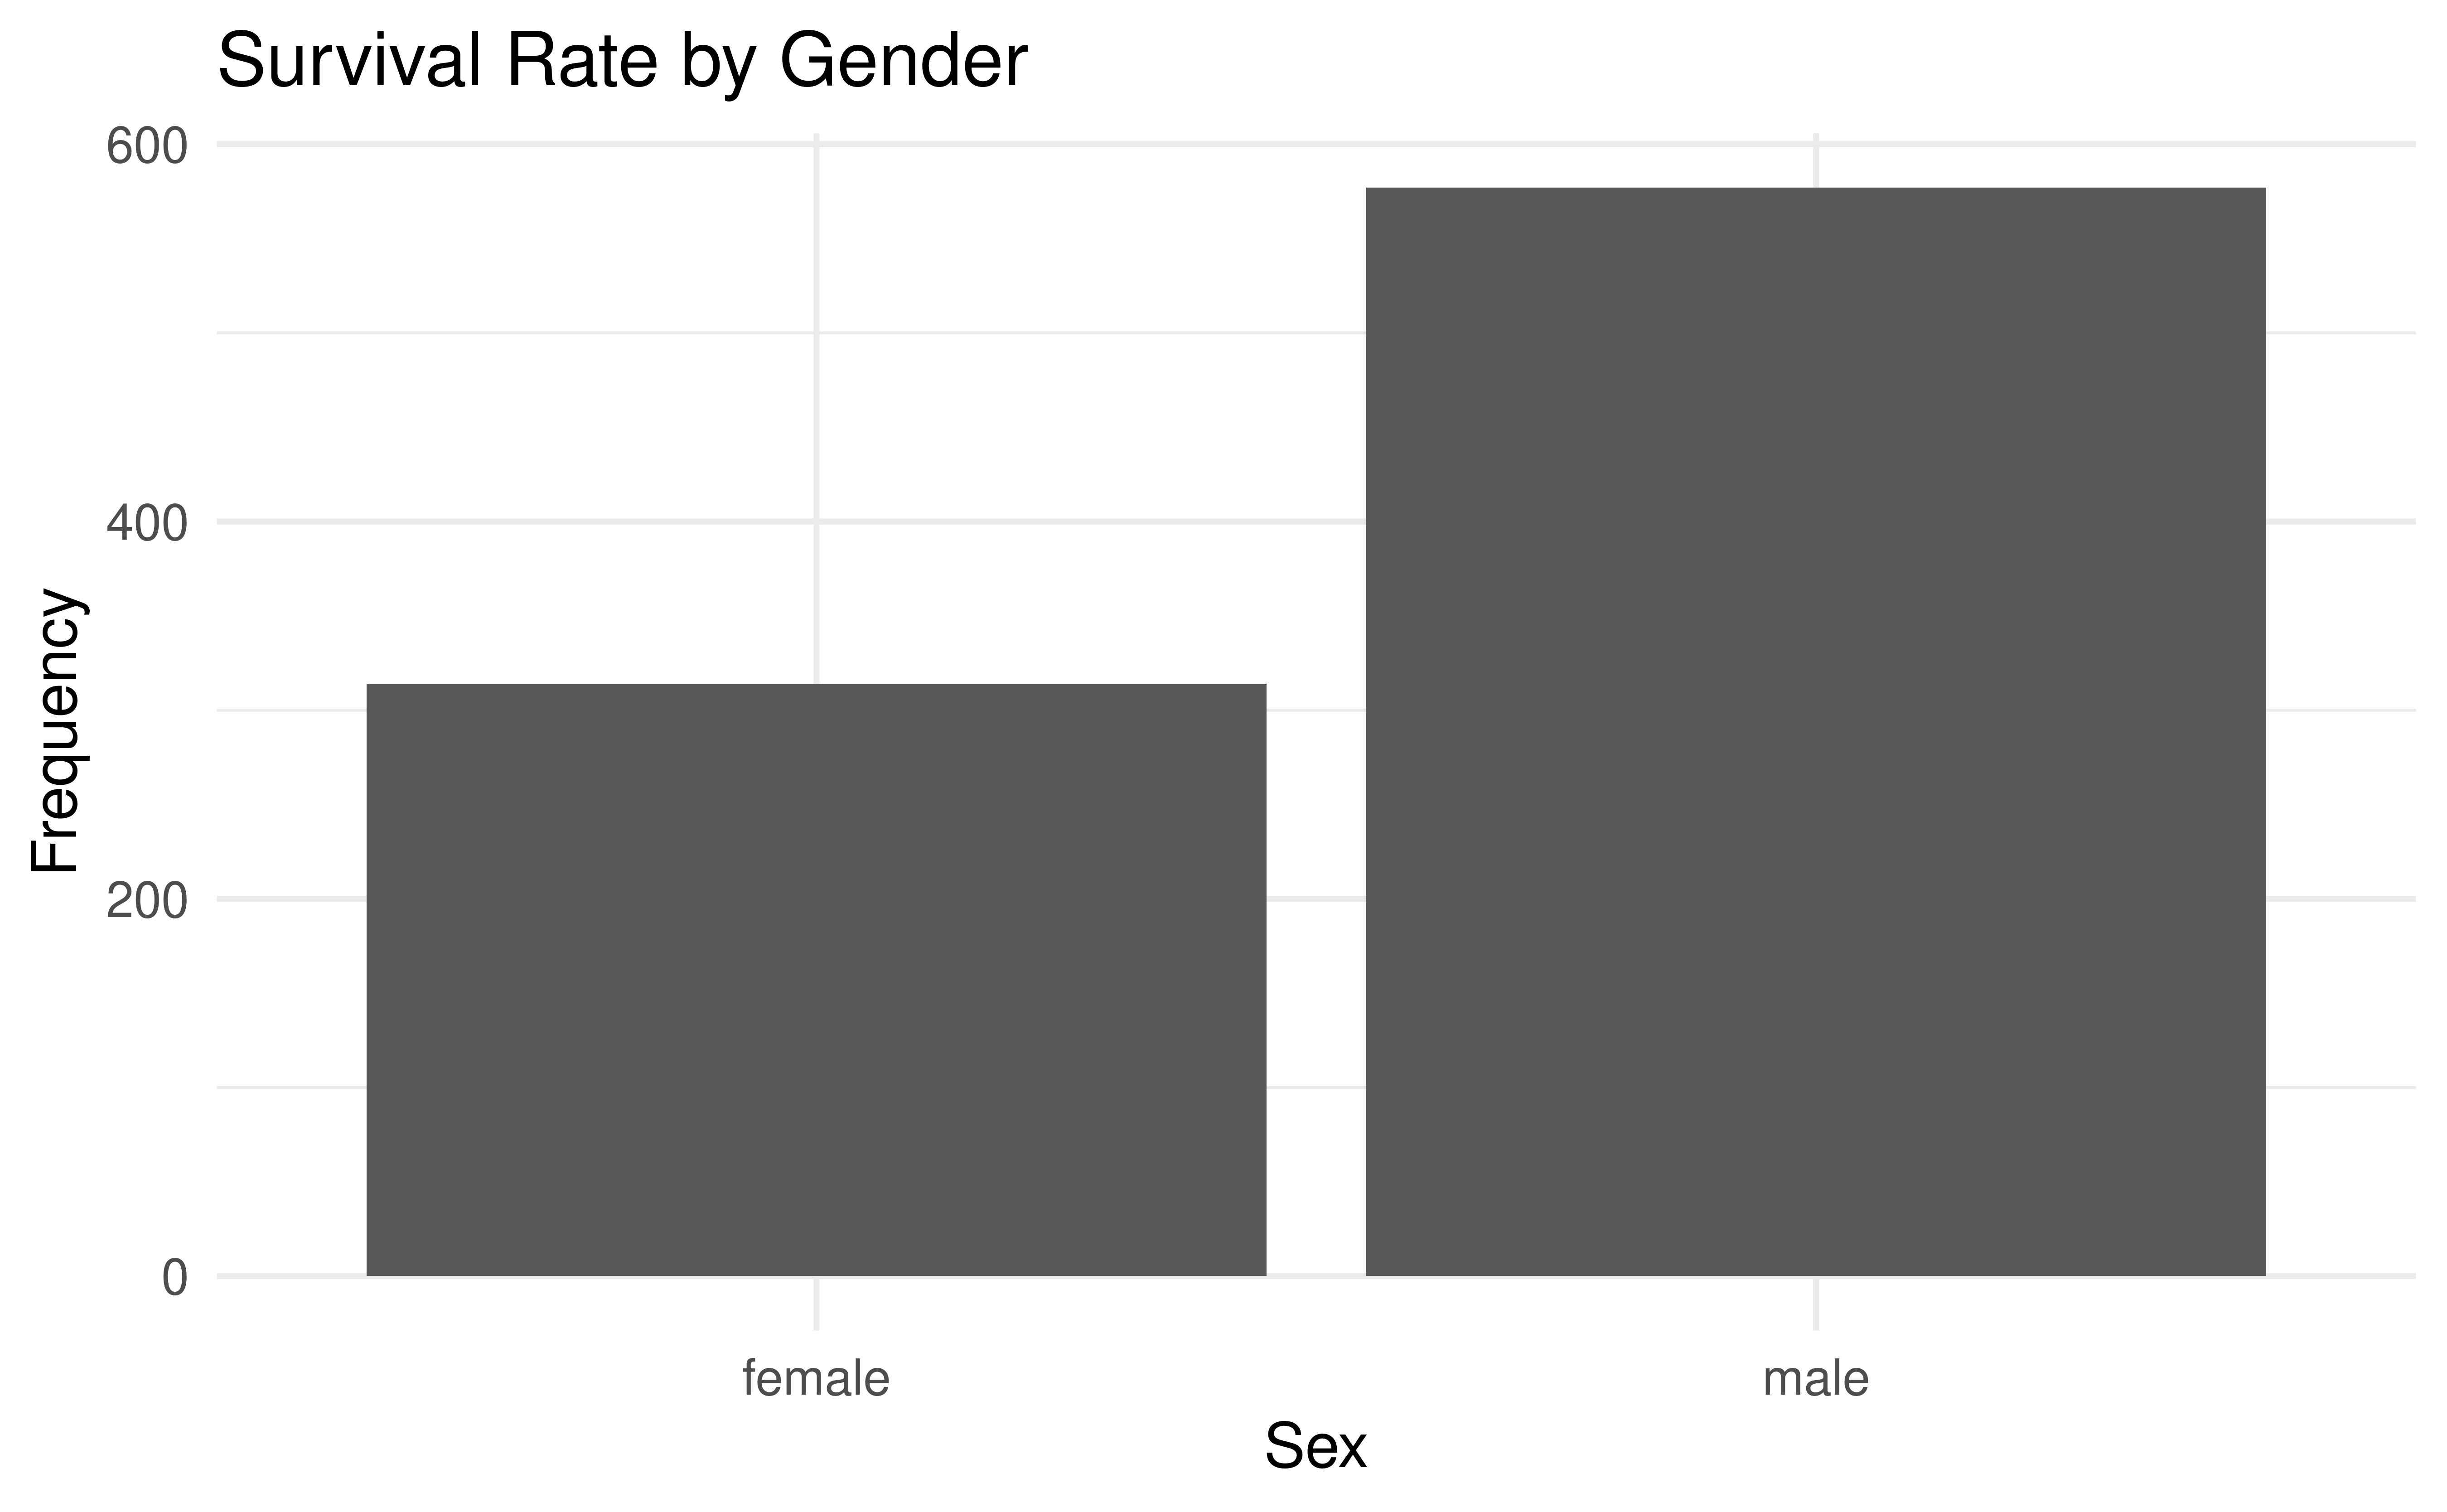 Survival Rate by Gender
600
400
200
0
Frequency
female male
Sex